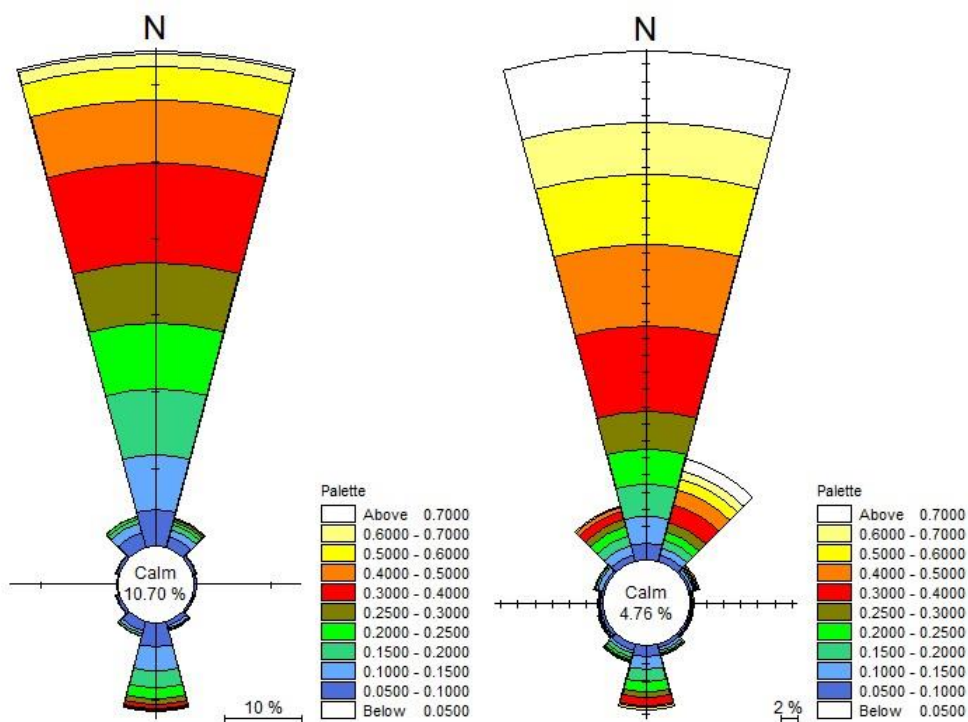 N
Calm
10.70 %
Palette
Above 0.7000
0.6000 - 0.7000
0.5000 - 0.6000
0.4000 - 0.5000
0.3000 - 0.4000
0.2500 - 0.3000
0.2000 - 0.2500
0.1500 - 0.2000
0.1000 - 0.1500
0.0500 - 0.1000
Below 0.0500
10 %
N
Calm
4.76 %
Palette
Above 0.7000
0.6000 - 0.7000
0.5000 - 0.6000
0.4000 - 0.5000
0.3000 - 0.4000
0.2500 - 0.3000
0.2000 - 0.2500
0.1500 - 0.2000
0.1000 - 0.1500
0.0500 - 0.1000
Below 0.0500
2 %